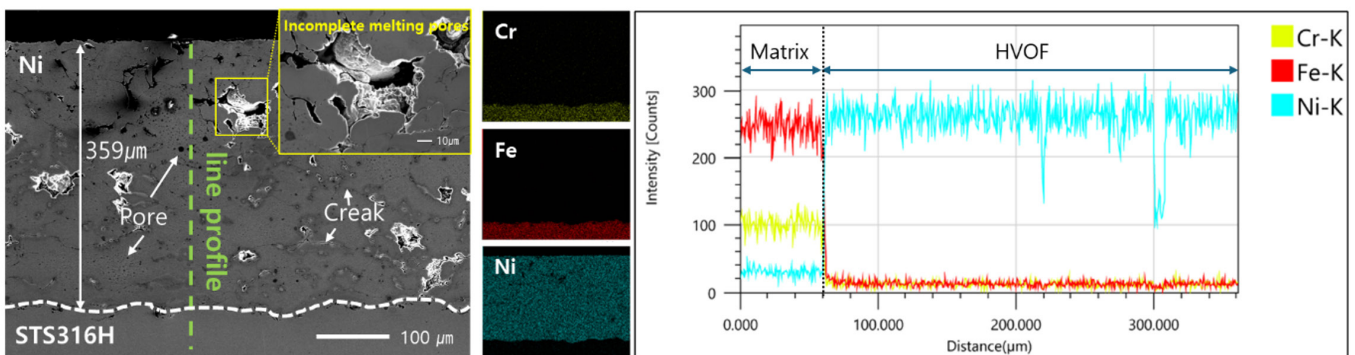 Ni
359㎛
Pore
line profile
Creak
STS316H
100 ㎛
Incomplete melting pores
10㎛
Cr
Fe
Ni
Matrix
HVOF
Cr-K
Fe-K
Ni-K
Intensity [Counts]
300
200
100
0
0.000
100.000
200.000
300.000
Distance(㎛)